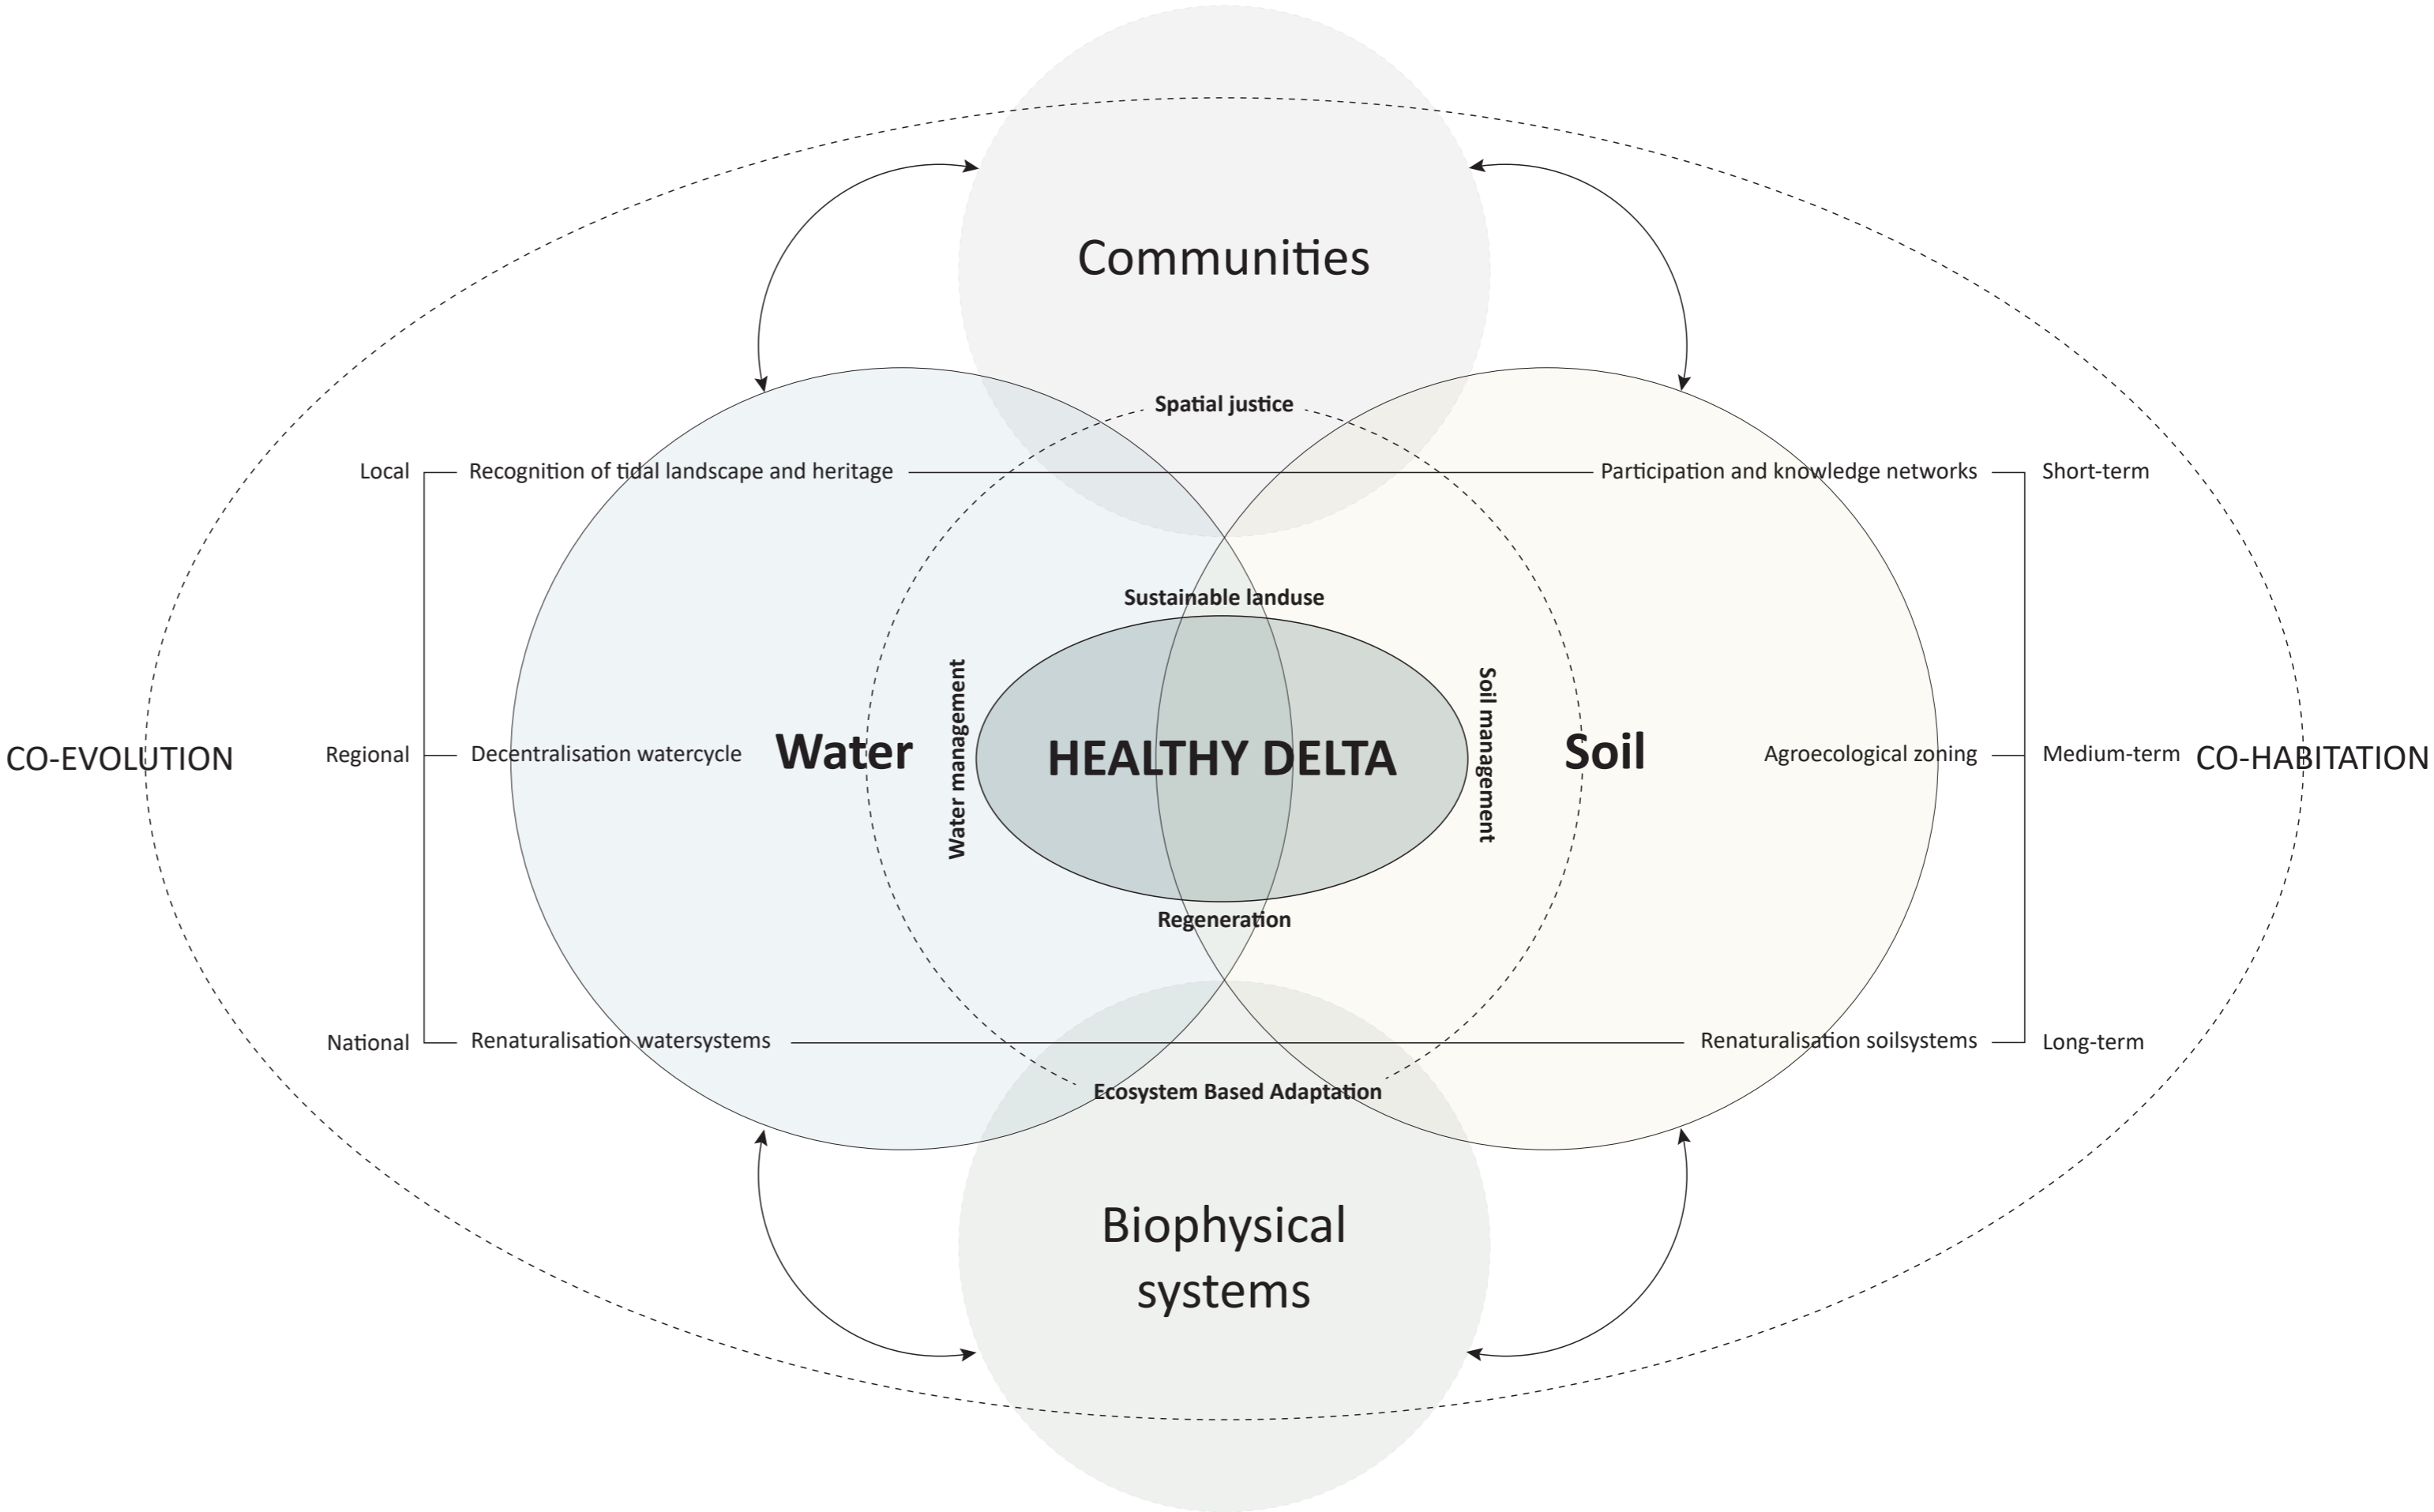 Communities
Spatial justice
Local
Recognition of tidal landscape and heritage
Participation and knowledge networks
Short-term
Sustainable landuse
Water management
Soil management
CO-EVOLUTION
Regional
Decentralisation watercycle
Water
HEALTHY DELTA
Soil
Agroecological zoning
Medium-term
CO-HABITATION
Regeneration
National
Renaturalisation watersystems
Renaturalisation soilsystems
Long-term
Ecosystem Based Adaptation
Biophysical
systems